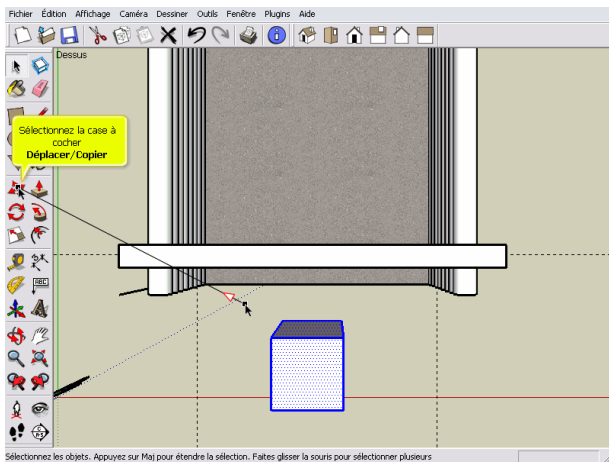 Fichier Édition Affichage Caméra Dessiner Outils Fenêtre Plugins Aide
Dessus
Sélectionnez la case à
cocher
Déplacer/Copier
ABC
Sélectionnez les objets. Appuyez sur Maj pour étendre la sélection. Faites glisser la souris pour sélectionner plusieurs